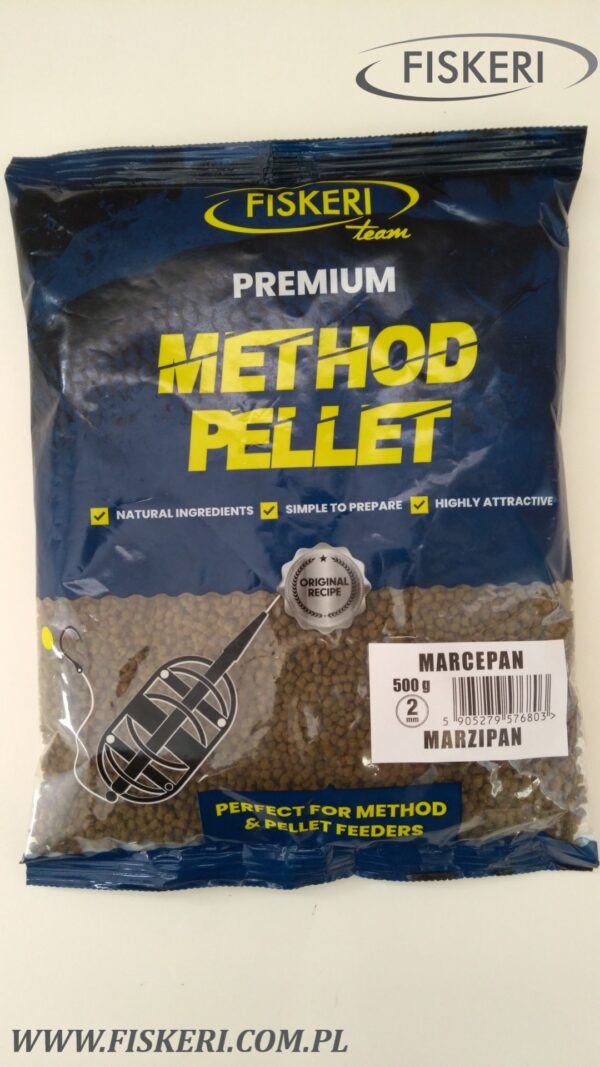 FISKERI
FISKERI
team
PREMIUM
METHOD
PELLET
NATURAL INGREDIENTS SIMPLE TO PREPARE HIGHLY ATTRACTIVE
ORIGINAL
RECIPE
MARCEPAN
500 g
2
mm
5 905279 576803 >
MARZIPAN
PERFECT FOR METHOD
& PELLET FEEDERS
WWW.FISKERI.COM.PL